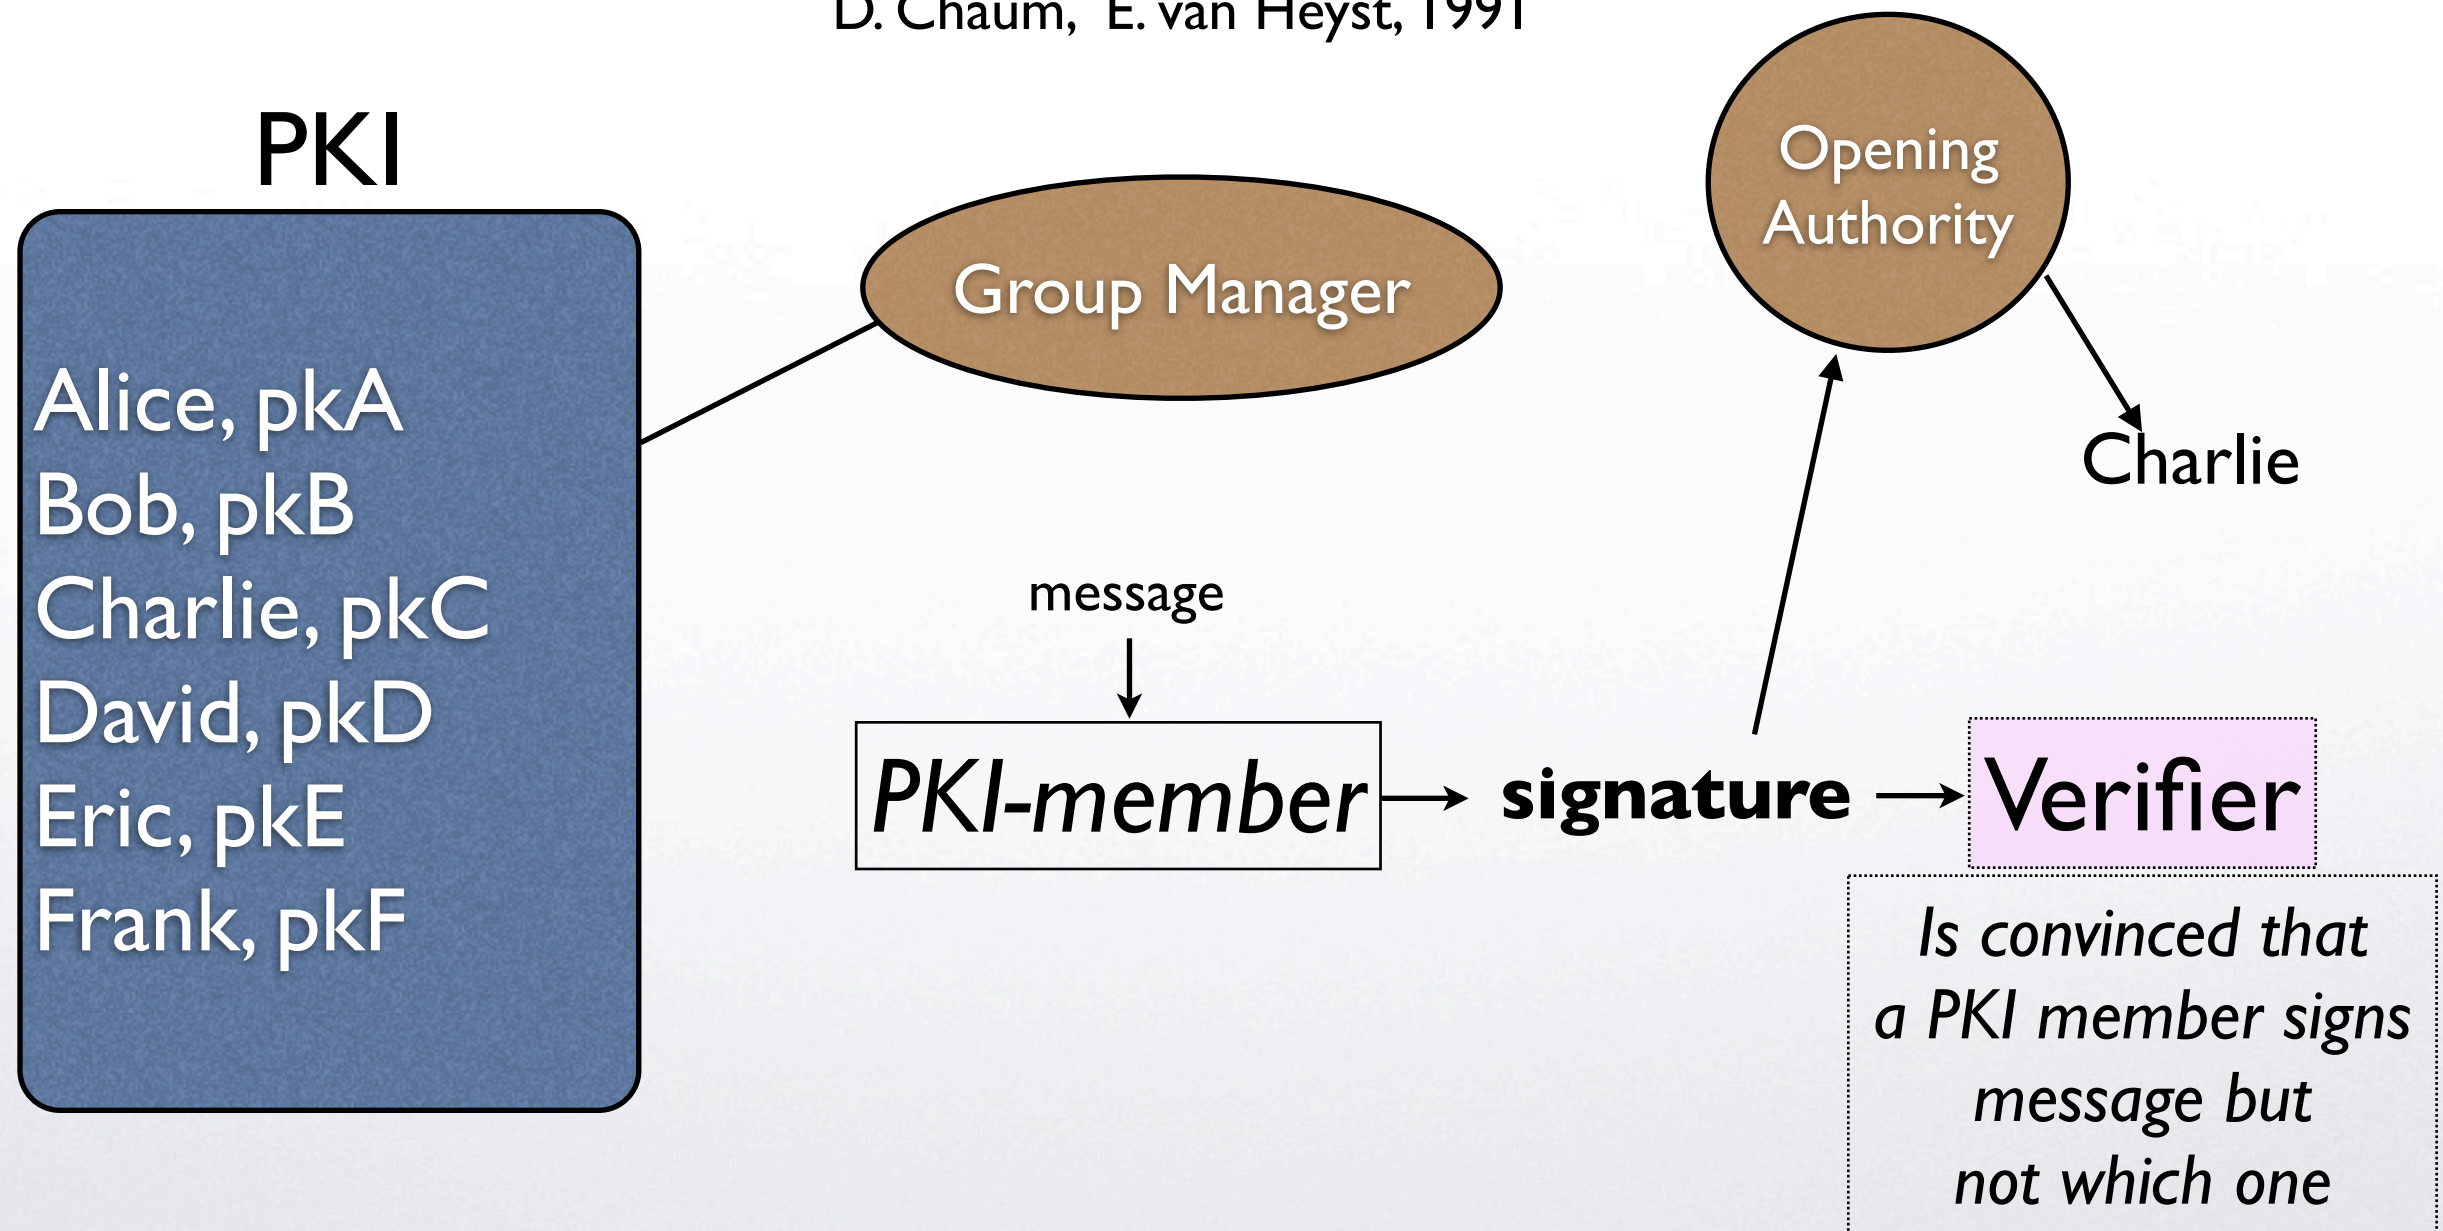 D. Chaum, E. van Heyst, 1991
PKI
Alice, pkA
Bob, pkB
Charlie, pkC
David, pkD
Eric, pkE
Frank, pkF
Group Manager
Opening
Authority
Charlie
message
PKI-member
signature
Verifier
Is convinced that
a PKI member signs
message but
not which one